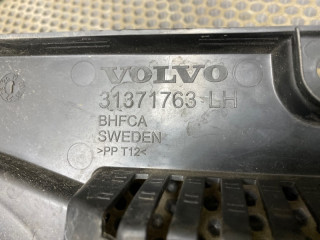 VOLVO
31371763 LH
BHFCA
SWEDEN
>PP T12<